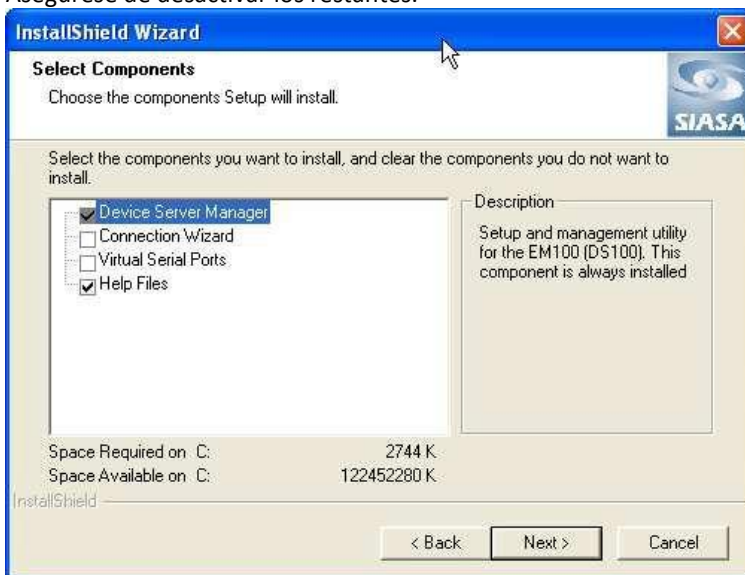 Asegúrese de desactivar los restantes.
InstallShield Wizard
Select Components
Choose the components Setup will install.
SIASA
Select the components you want to install, and clear the components you do not want to
install.
Device Server Manager
Connection Wizard
Virtual Serial Ports
Help Files
Description
Setup and management utility
for the EM100 (DS100). This
component is always installed
Space Required on C: 2744 K
Space Available on C: 122452280 K
InstallShield
< Back Next > Cancel